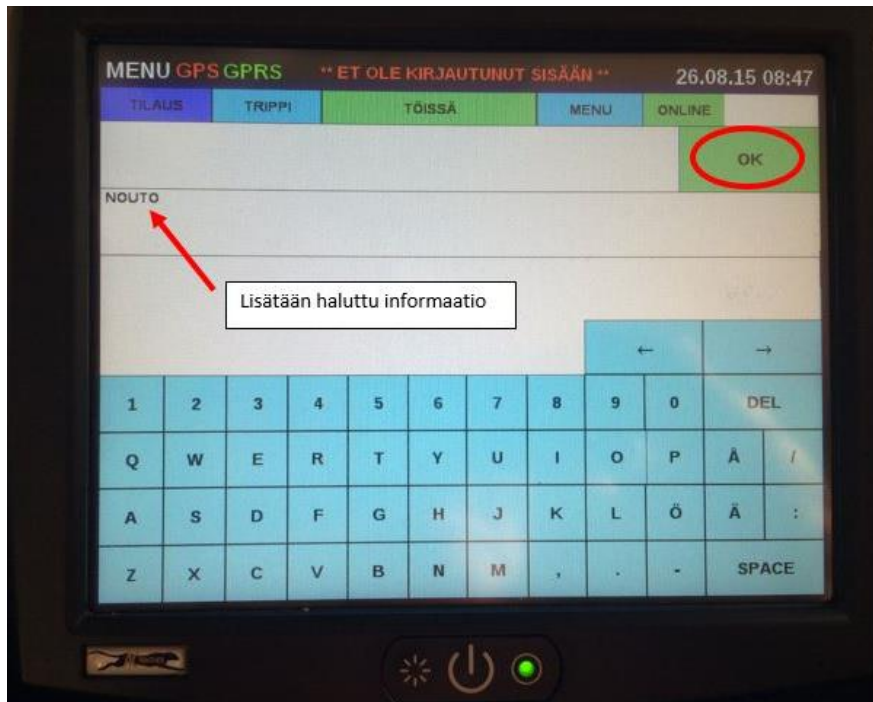 MENU GPS GPRS ** ET OLE KIRJAUTUNUT SISÄÄN ** 26.08.15 08:47
TILAUS TRIPPI TÖISSÄ MENU ONLINE
OK
NOUTO
Lisätään haluttu informaatio
← →
1 2 3 4 5 6 7 8 9 0 DEL
Q W E R T Y U I O P Å /
A S D F G H J K L Ö Ä :
Z X C V B N M , . - SPACE